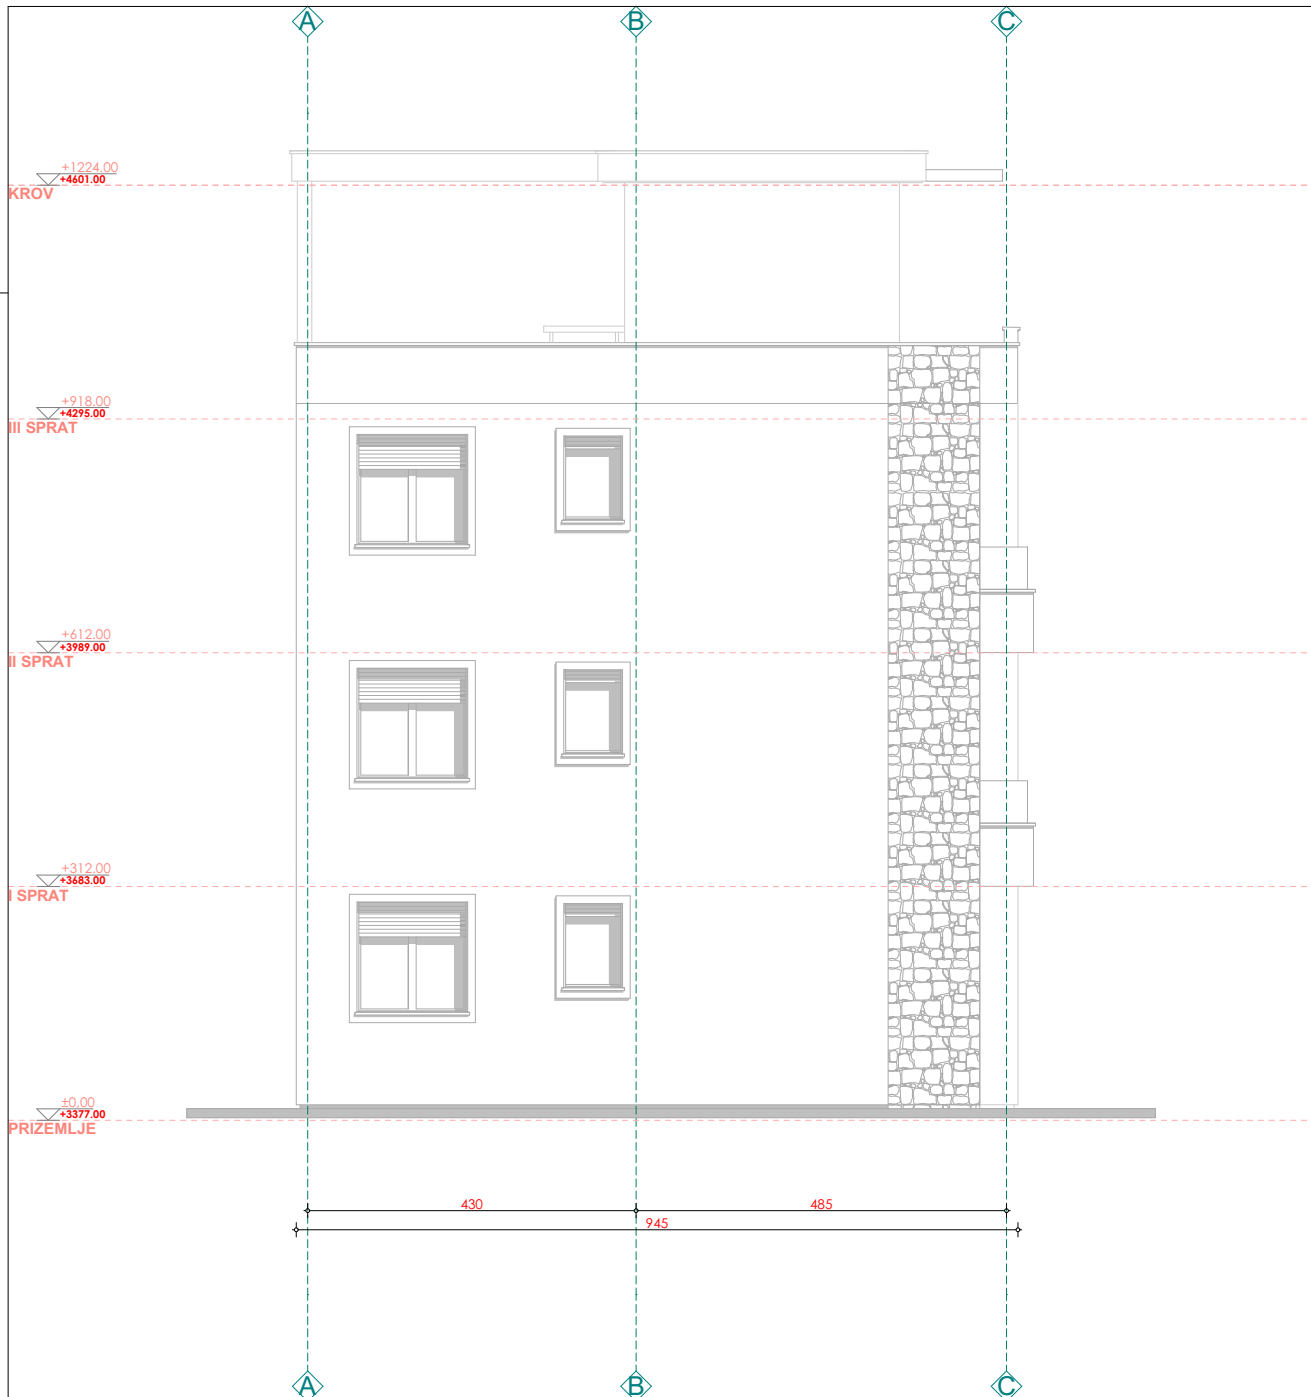 A B C
+1224.00
+4601.00
KROV
+918.00
+4295.00
III SPRAT
+612.00
+3989.00
II SPRAT
+312.00
+3683.00
I SPRAT
±0.00
+3377.00
PRIZEMLJE
430 485
945
A B C